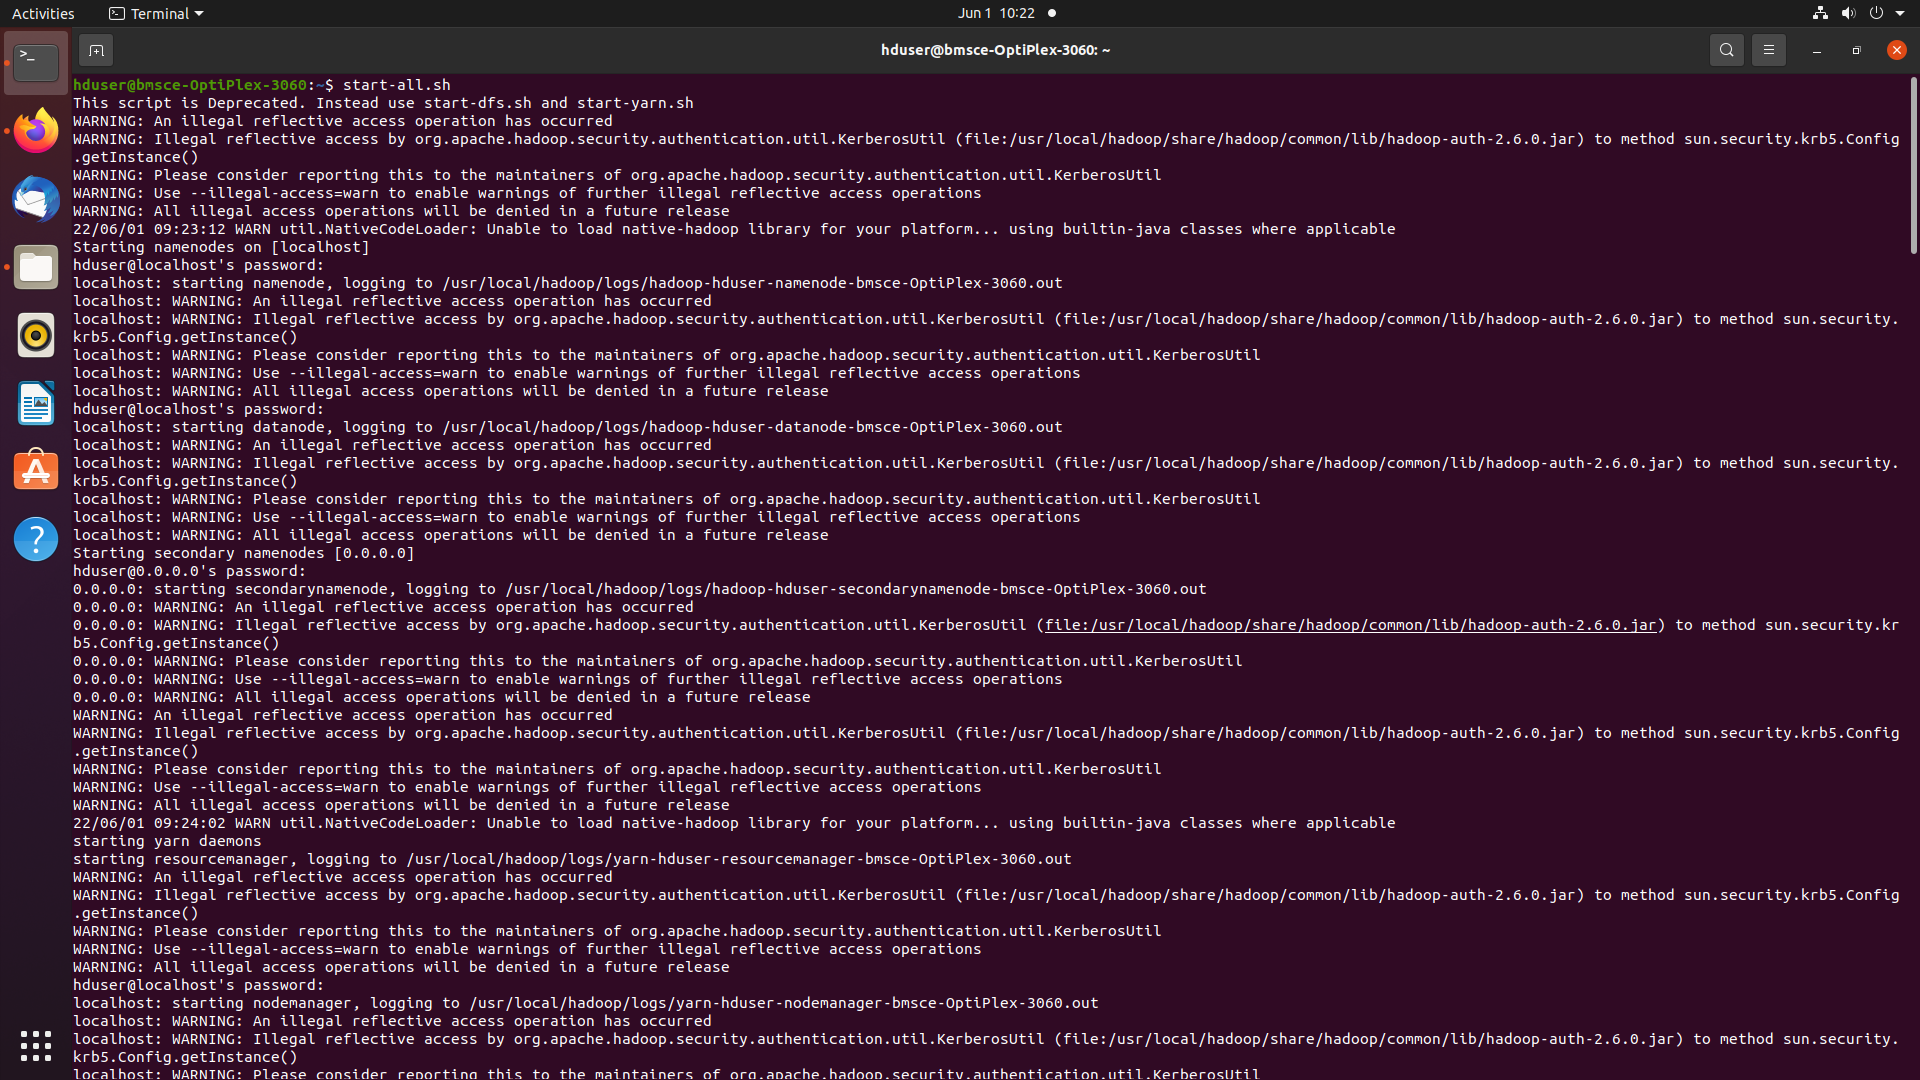 Activities
Terminal
Jun 1 10:22
hduser@bmsce-OptiPlex-3060: ~
hduser@bmsce-OptiPlex-3060:~$ start-all.sh
This script is Deprecated. Instead use start-dfs.sh and start-yarn.sh
WARNING: An illegal reflective access operation has occurred
WARNING: Illegal reflective access by org.apache.hadoop.security.authentication.util.KerberosUtil (file:/usr/local/hadoop/share/hadoop/common/lib/hadoop-auth-2.6.0.jar) to method sun.security.krb5.Config
.getInstance()
WARNING: Please consider reporting this to the maintainers of org.apache.hadoop.security.authentication.util.KerberosUtil
WARNING: Use --illegal-access=warn to enable warnings of further illegal reflective access operations
WARNING: All illegal access operations will be denied in a future release
22/06/01 09:23:12 WARN util.NativeCodeLoader: Unable to load native-hadoop library for your platform... using builtin-java classes where applicable
Starting namenodes on [localhost]
hduser@localhost's password:
localhost: starting namenode, logging to /usr/local/hadoop/logs/hadoop-hduser-namenode-bmsce-OptiPlex-3060.out
localhost: WARNING: An illegal reflective access operation has occurred
localhost: WARNING: Illegal reflective access by org.apache.hadoop.security.authentication.util.KerberosUtil (file:/usr/local/hadoop/share/hadoop/common/lib/hadoop-auth-2.6.0.jar) to method sun.security.
krb5.Config.getInstance()
localhost: WARNING: Please consider reporting this to the maintainers of org.apache.hadoop.security.authentication.util.KerberosUtil
localhost: WARNING: Use --illegal-access=warn to enable warnings of further illegal reflective access operations
localhost: WARNING: All illegal access operations will be denied in a future release
hduser@localhost's password:
localhost: starting datanode, logging to /usr/local/hadoop/logs/hadoop-hduser-datanode-bmsce-OptiPlex-3060.out
localhost: WARNING: An illegal reflective access operation has occurred
localhost: WARNING: Illegal reflective access by org.apache.hadoop.security.authentication.util.KerberosUtil (file:/usr/local/hadoop/share/hadoop/common/lib/hadoop-auth-2.6.0.jar) to method sun.security.
krb5.Config.getInstance()
localhost: WARNING: Please consider reporting this to the maintainers of org.apache.hadoop.security.authentication.util.KerberosUtil
localhost: WARNING: Use --illegal-access=warn to enable warnings of further illegal reflective access operations
localhost: WARNING: All illegal access operations will be denied in a future release
Starting secondary namenodes [0.0.0.0]
hduser@0.0.0.0's password:
0.0.0.0: starting secondarynamenode, logging to /usr/local/hadoop/logs/hadoop-hduser-secondarynamenode-bmsce-OptiPlex-3060.out
0.0.0.0: WARNING: An illegal reflective access operation has occurred
0.0.0.0: WARNING: Illegal reflective access by org.apache.hadoop.security.authentication.util.KerberosUtil (file:/usr/local/hadoop/share/hadoop/common/lib/hadoop-auth-2.6.0.jar) to method sun.security.kr
b5.Config.getInstance()
0.0.0.0: WARNING: Please consider reporting this to the maintainers of org.apache.hadoop.security.authentication.util.KerberosUtil
0.0.0.0: WARNING: Use --illegal-access=warn to enable warnings of further illegal reflective access operations
0.0.0.0: WARNING: All illegal access operations will be denied in a future release
WARNING: An illegal reflective access operation has occurred
WARNING: Illegal reflective access by org.apache.hadoop.security.authentication.util.KerberosUtil (file:/usr/local/hadoop/share/hadoop/common/lib/hadoop-auth-2.6.0.jar) to method sun.security.krb5.Config
.getInstance()
WARNING: Please consider reporting this to the maintainers of org.apache.hadoop.security.authentication.util.KerberosUtil
WARNING: Use --illegal-access=warn to enable warnings of further illegal reflective access operations
WARNING: All illegal access operations will be denied in a future release
22/06/01 09:24:02 WARN util.NativeCodeLoader: Unable to load native-hadoop library for your platform... using builtin-java classes where applicable
starting yarn daemons
starting resourcemanager, logging to /usr/local/hadoop/logs/yarn-hduser-resourcemanager-bmsce-OptiPlex-3060.out
WARNING: An illegal reflective access operation has occurred
WARNING: Illegal reflective access by org.apache.hadoop.security.authentication.util.KerberosUtil (file:/usr/local/hadoop/share/hadoop/common/lib/hadoop-auth-2.6.0.jar) to method sun.security.krb5.Config
.getInstance()
WARNING: Please consider reporting this to the maintainers of org.apache.hadoop.security.authentication.util.KerberosUtil
WARNING: Use --illegal-access=warn to enable warnings of further illegal reflective access operations
WARNING: All illegal access operations will be denied in a future release
hduser@localhost's password:
localhost: starting nodemanager, logging to /usr/local/hadoop/logs/yarn-hduser-nodemanager-bmsce-OptiPlex-3060.out
localhost: WARNING: An illegal reflective access operation has occurred
localhost: WARNING: Illegal reflective access by org.apache.hadoop.security.authentication.util.KerberosUtil (file:/usr/local/hadoop/share/hadoop/common/lib/hadoop-auth-2.6.0.jar) to method sun.security.
krb5.Config.getInstance()
localhost: WARNING: Please consider reporting this to the maintainers of org.apache.hadoop.security.authentication.util.KerberosUtil